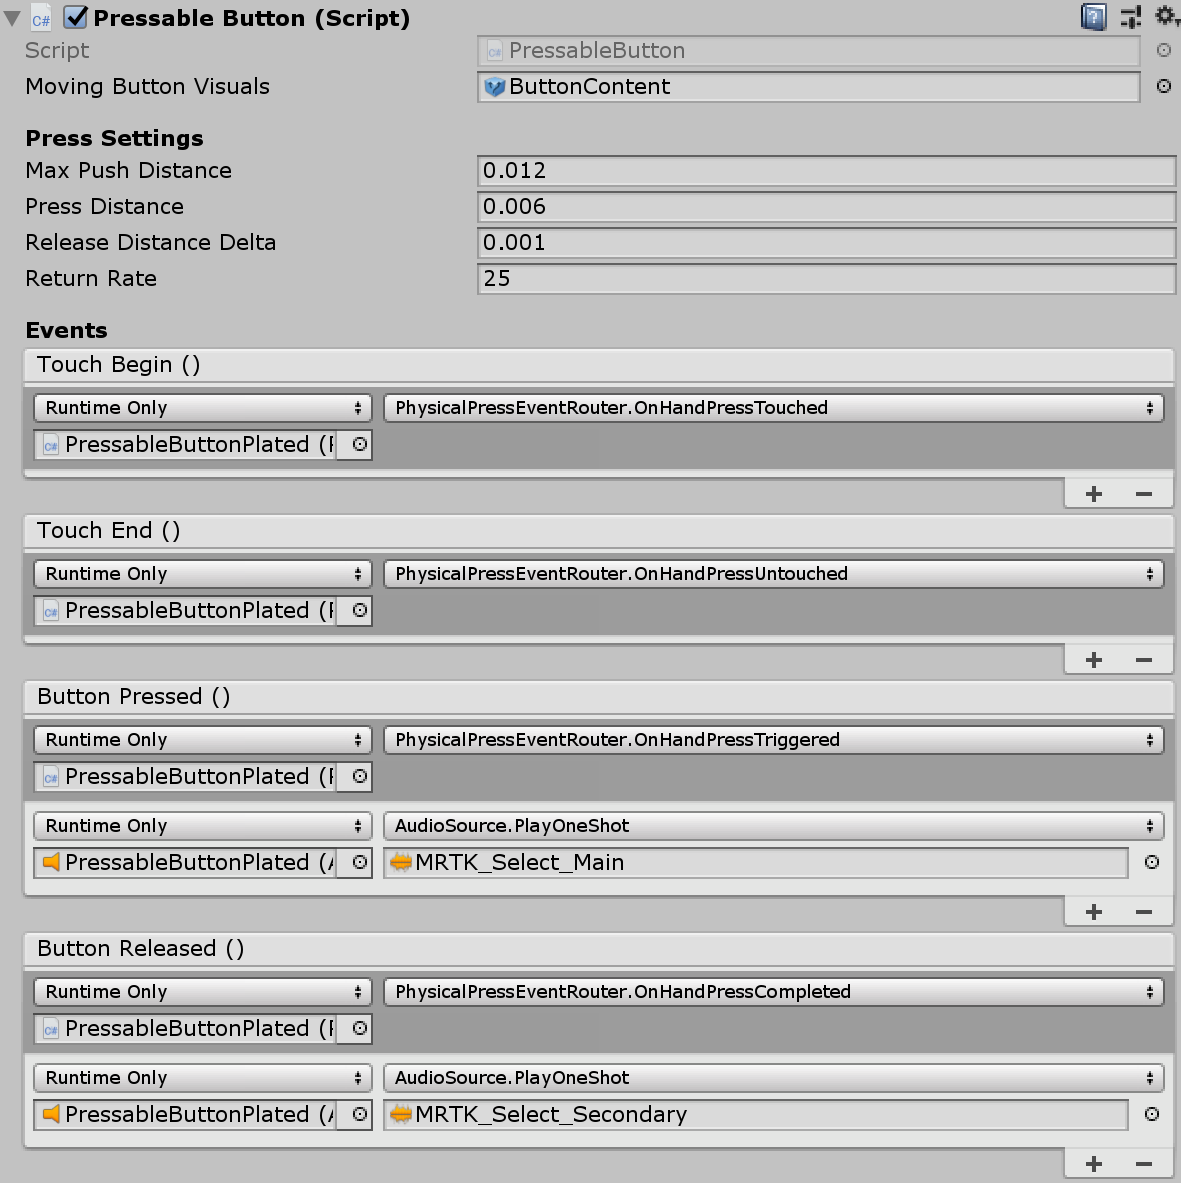 Pressable Button (Script)
Script PressableButton
Moving Button Visuals ButtonContent
Press Settings
Max Push Distance 0.012
Press Distance 0.006
Release Distance Delta 0.001
Return Rate 25
Events
Touch Begin ()
Runtime Only PhysicalPressEventRouter.OnHandPressTouched
PressableButtonPlated (
Touch End ()
Runtime Only PhysicalPressEventRouter.OnHandPressUntouched
PressableButtonPlated (
Button Pressed ()
Runtime Only PhysicalPressEventRouter.OnHandPressTriggered
PressableButtonPlated (
Runtime Only AudioSource.PlayOneShot
PressableButtonPlated ( MRTK_Select_Main
Button Released ()
Runtime Only PhysicalPressEventRouter.OnHandPressCompleted
PressableButtonPlated (
Runtime Only AudioSource.PlayOneShot
PressableButtonPlated ( MRTK_Select_Secondary